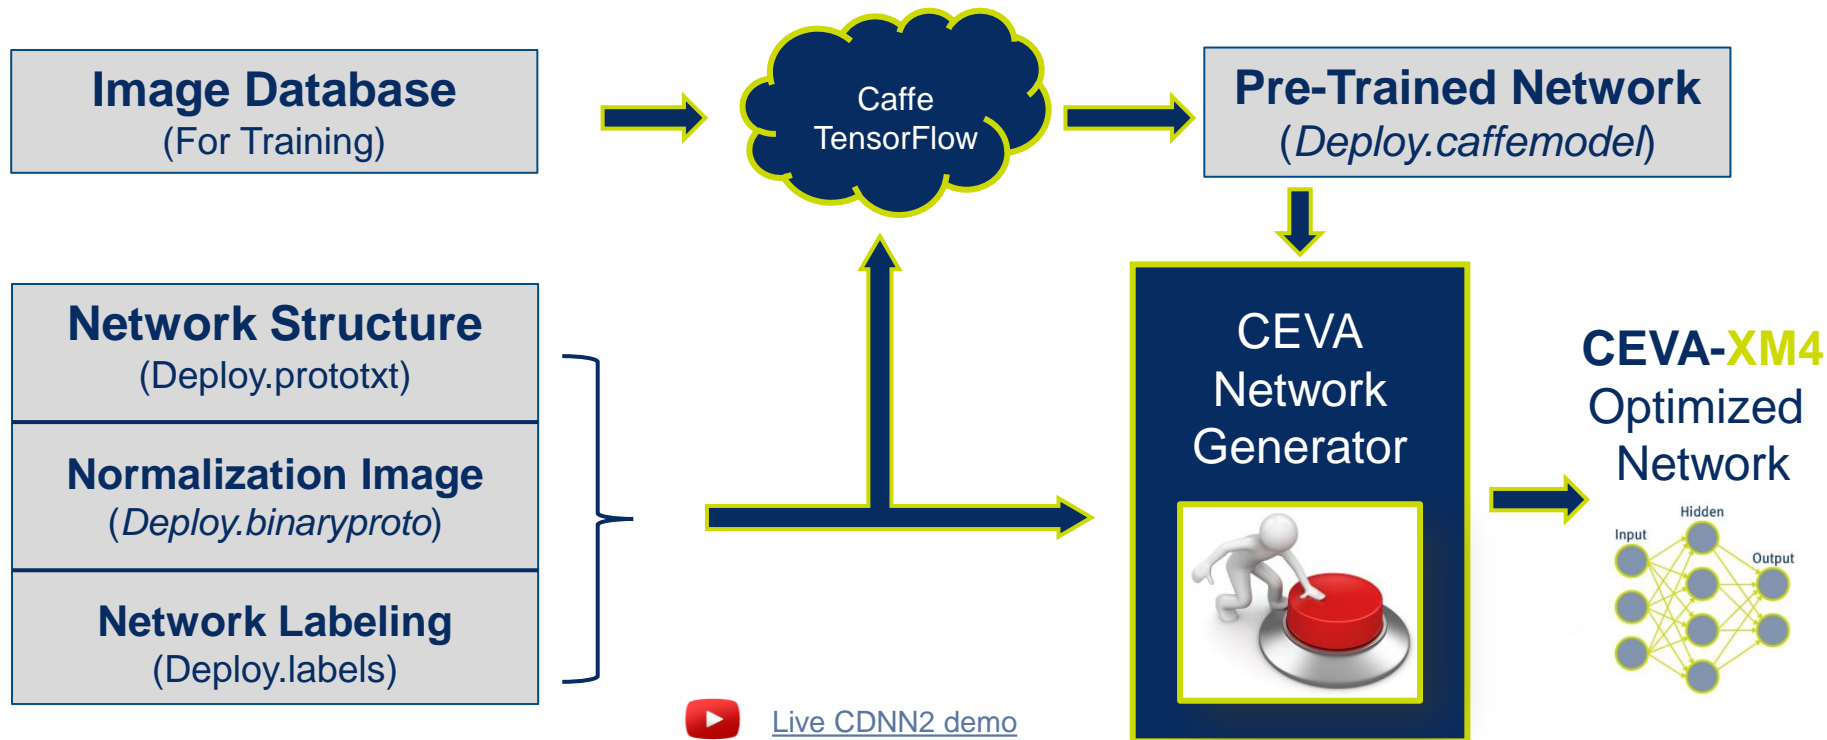 Image Database
(For Training)
Caffe
TensorFlow
Pre-Trained Network
(Deploy.caffemodel)
Network Structure
(Deploy.prototxt)
Normalization Image
(Deploy.binaryproto)
Network Labeling
(Deploy.labels)
CEVA
Network
Generator
CEVA-XM4
Optimized
Network
Hidden
Input
Output
Live CDNN2 demo